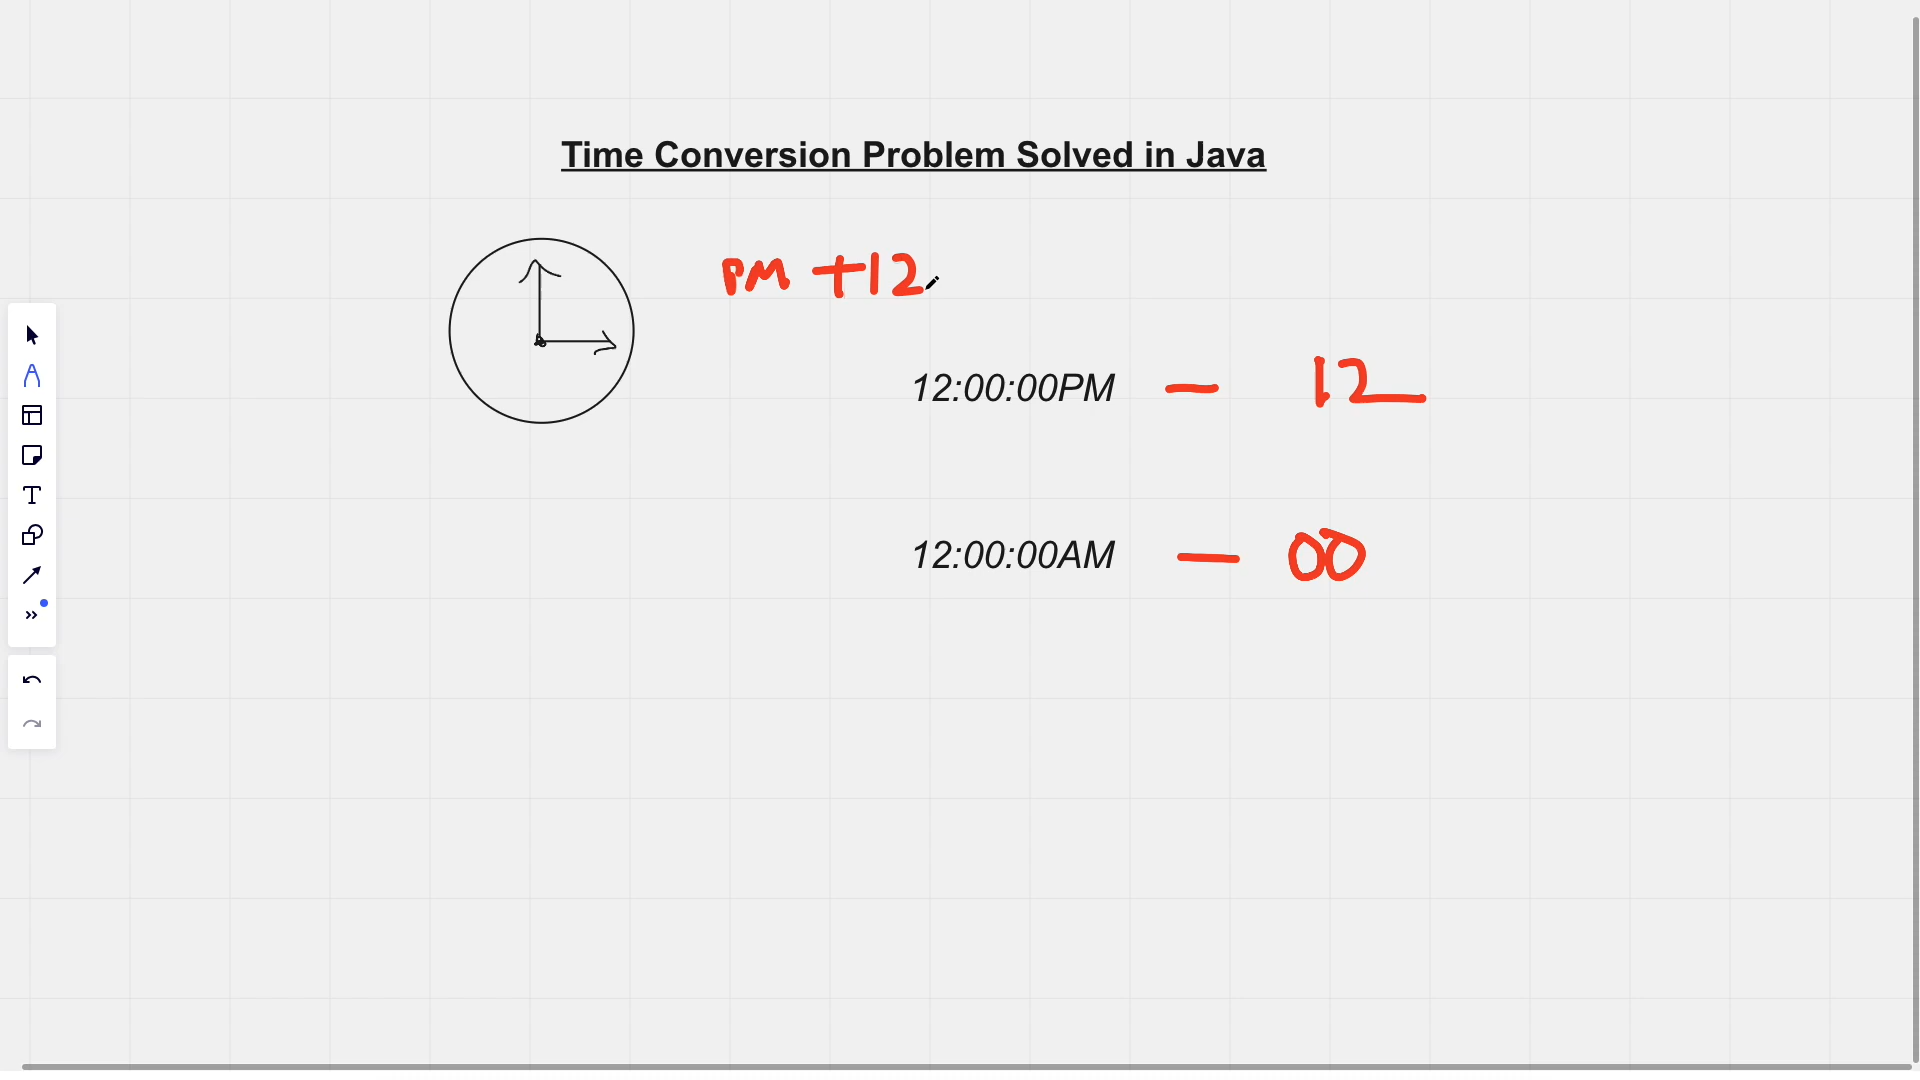 Time Conversion Problem Solved in Java
PM +12
12:00:00PM — 12
12:00:00AM — 00